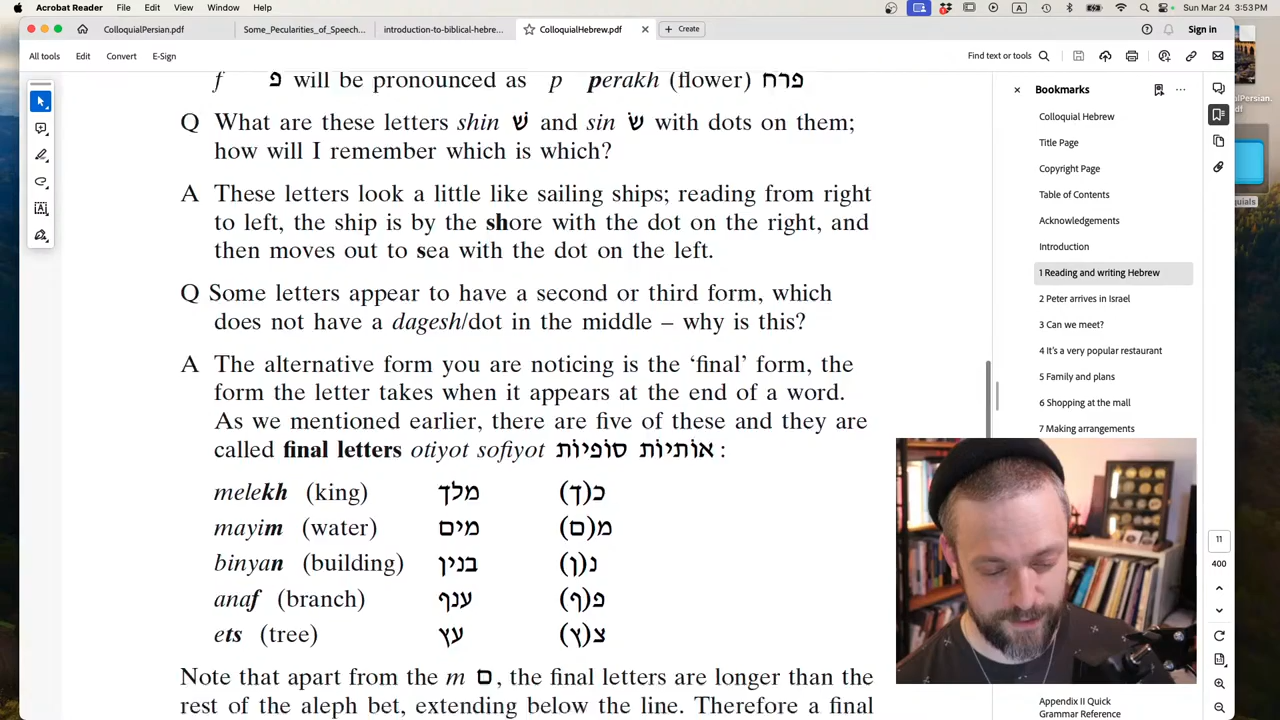 Acrobat Reader File Edit View Window Help
Sun Mar 24 3:53 PM
ColloquialPersian.pdf
Some_Pecularities_of_Speech...
introduction-to-biblical-hebre...
ColloquialHebrew.pdf
Create
Sign in
All tools Edit Convert E-Sign
Find text or tools
f פ will be pronounced as p perakh (flower) פרח
Q What are these letters shin שׁ and sin שׂ with dots on them;
how will I remember which is which?
A These letters look a little like sailing ships; reading from right
to left, the ship is by the shore with the dot on the right, and
then moves out to sea with the dot on the left.
Q Some letters appear to have a second or third form, which
does not have a dagesh/dot in the middle – why is this?
A The alternative form you are noticing is the ‘final’ form, the
form the letter takes when it appears at the end of a word.
As we mentioned earlier, there are five of these and they are
called final letters otiyot sofiyot אוֹתיוֹת סוֹפיוֹת :
melekh (king) מלך כ(ך)
mayim (water) מים מ(ם)
binyan (building) בנין נ(ן)
anaf (branch) ענף פ(ף)
ets (tree) עץ צ(ץ)
Note that apart from the m ם, the final letters are longer than the
rest of the aleph bet, extending below the line. Therefore a final
Bookmarks
Colloquial Hebrew
Title Page
Copyright Page
Table of Contents
Acknowledgements
Introduction
1 Reading and writing Hebrew
2 Peter arrives in Israel
3 Can we meet?
4 It's a very popular restaurant
5 Family and plans
6 Shopping at the mall
7 Making arrangements
Appendix II Quick
Grammar Reference
11
400